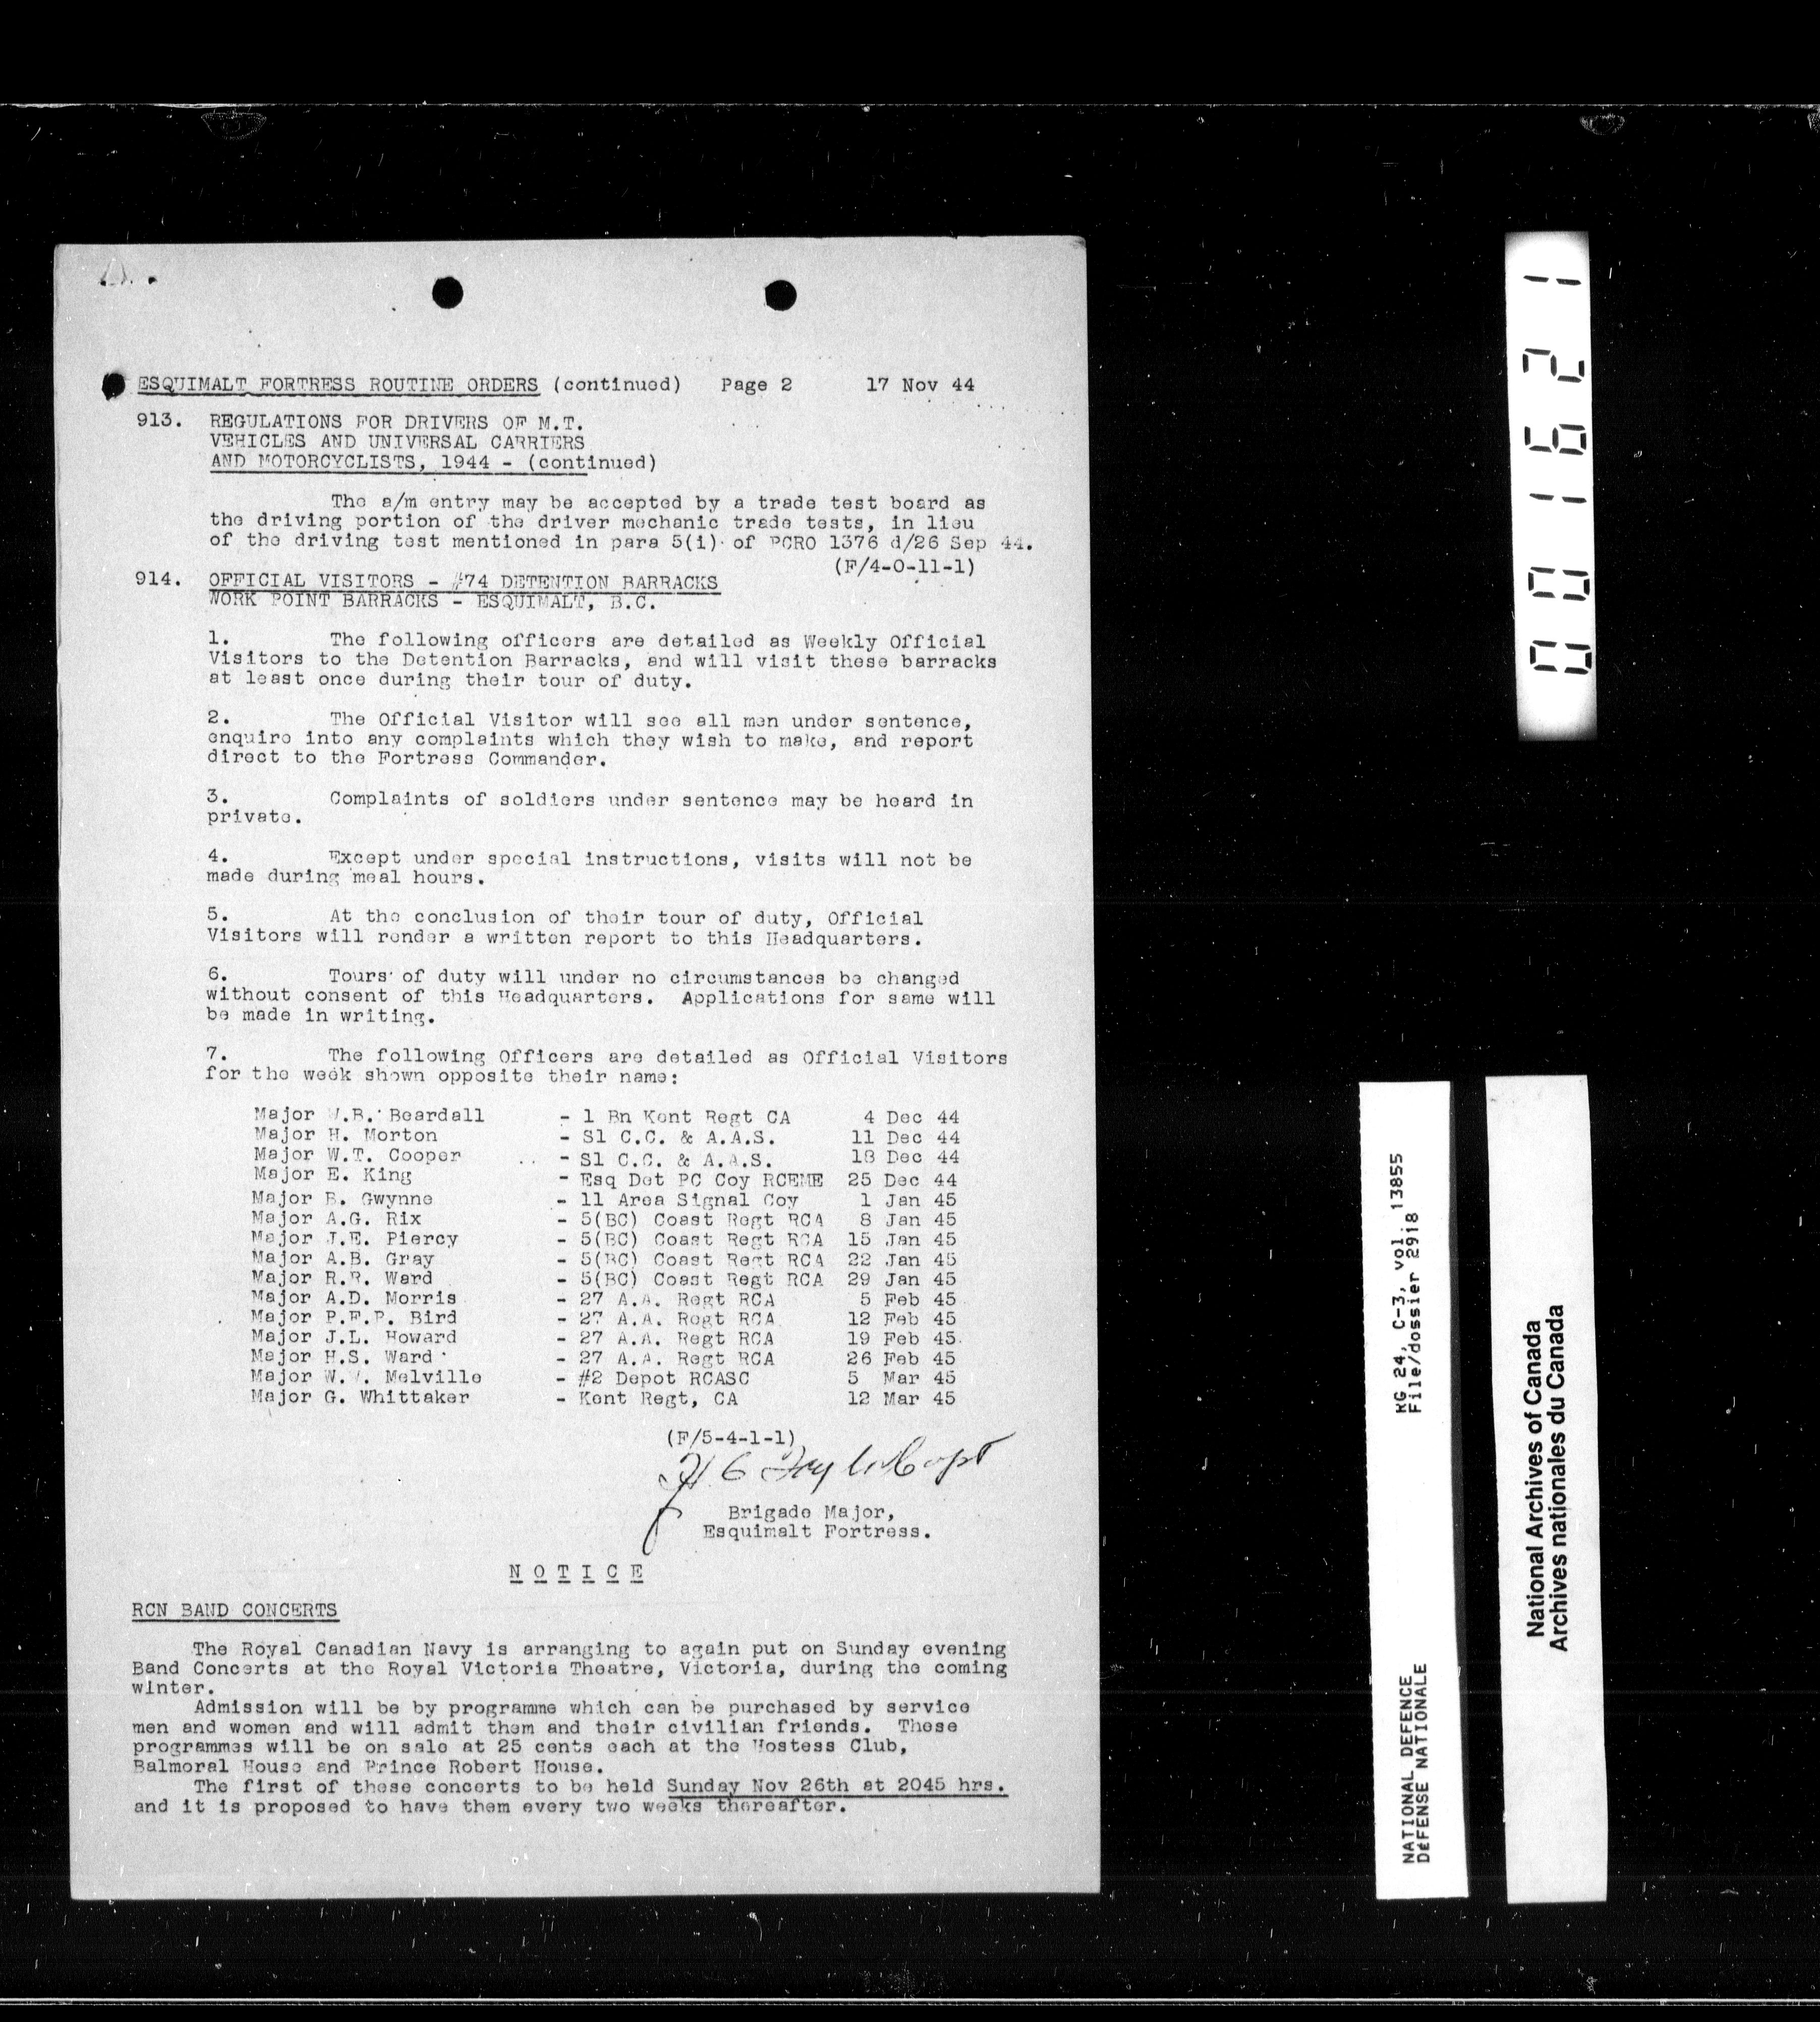 ESQUIMALT FORTRESS ROUTINE ORDERS (continued) Page 2 17 Nov 44
913. REGULATIONS FOR DRIVERS OF M.T.
VEHICLES AND UNIVERSAL CARRIERS
AND MOTORCYCLISTS, 1944 - (continued)
The a/m entry may be accepted by a trade test board as
the driving portion of the driver mechanic trade tests, in lieu
of the driving test mentioned in para 5(i) of PCRO 1376 d/26 Sep 44.
(F/4-0-11-1)
914. OFFICIAL VISITORS - #74 DETENTION BARRACKS
WORK POINT BARRACKS - ESQUIMALT, B.C.
1. The following officers are detailed as Weekly Official
Visitors to the Detention Barracks, and will visit these barracks
at least once during their tour of duty.
2. The Official Visitor will see all men under sentence,
enquire into any complaints which they wish to make, and report
direct to the Fortress Commander.
3. Complaints of soldiers under sentence may be heard in
private.
4. Except under special instructions, visits will not be
made during meal hours.
5. At the conclusion of their tour of duty, Official
Visitors will render a written report to this Headquarters.
6. Tours of duty will under no circumstances be changed
without consent of this Headquarters. Applications for same will
be made in writing.
7. The following Officers are detailed as Official Visitors
for the week shown opposite their name:
Major W.B. Beardall - 1 Bn Kent Regt CA 4 Dec 44
Major H. Morton - Sl C.C. & A.A.S. 11 Dec 44
Major W.T. Cooper - Sl C.C. & A.A.S. 18 Dec 44
Major E. King - Esq Det PC Coy RCEME 25 Dec 44
Major B. Gwynne - 11 Area Signal Coy 1 Jan 45
Major A.G. Rix - 5(BC) Coast Regt RCA 8 Jan 45
Major J.E. Piercy - 5(BC) Coast Regt RCA 15 Jan 45
Major A.B. Gray - 5(BC) Coast Regt RCA 22 Jan 45
Major R.R. Ward - 5(BC) Coast Regt RCA 29 Jan 45
Major A.D. Morris - 27 A.A. Regt RCA 5 Feb 45
Major P.F.P. Bird - 27 A.A. Regt RCA 12 Feb 45
Major J.L. Howard - 27 A.A. Regt RCA 19 Feb 45
Major H.S. Ward - 27 A.A. Regt RCA 26 Feb 45
Major Melville - #2 Depot RCASC 5 Mar 45
Major G. Whittaker - Kent Regt, CA 12 Mar 45
(F/5-4-1-1)
Capt
Brigade Major,
Esquimalt Fortress.
N O T I C E
RCN BAND CONCERTS
The Royal Canadian Navy is arranging to again put on Sunday evening
Band Concerts at the Royal Victoria Theatre, Victoria, during the coming
winter.
Admission will be by programme which can be purchased by service
men and women and will admit them and their civilian friends. These
programmes will be on sale at 25 cents each at the Hostess Club,
Balmoral House and Prince Robert House.
The first of these concerts to be held Sunday Nov 26th at 2045 hrs.
and it is proposed to have them every two weeks thereafter.
001621
NATIONAL DEFENCE RG 24, C-3, vol. 13855
DÉFENSE NATIONALE File/dossier 2918
National Archives of Canada
Archives nationales du Canada